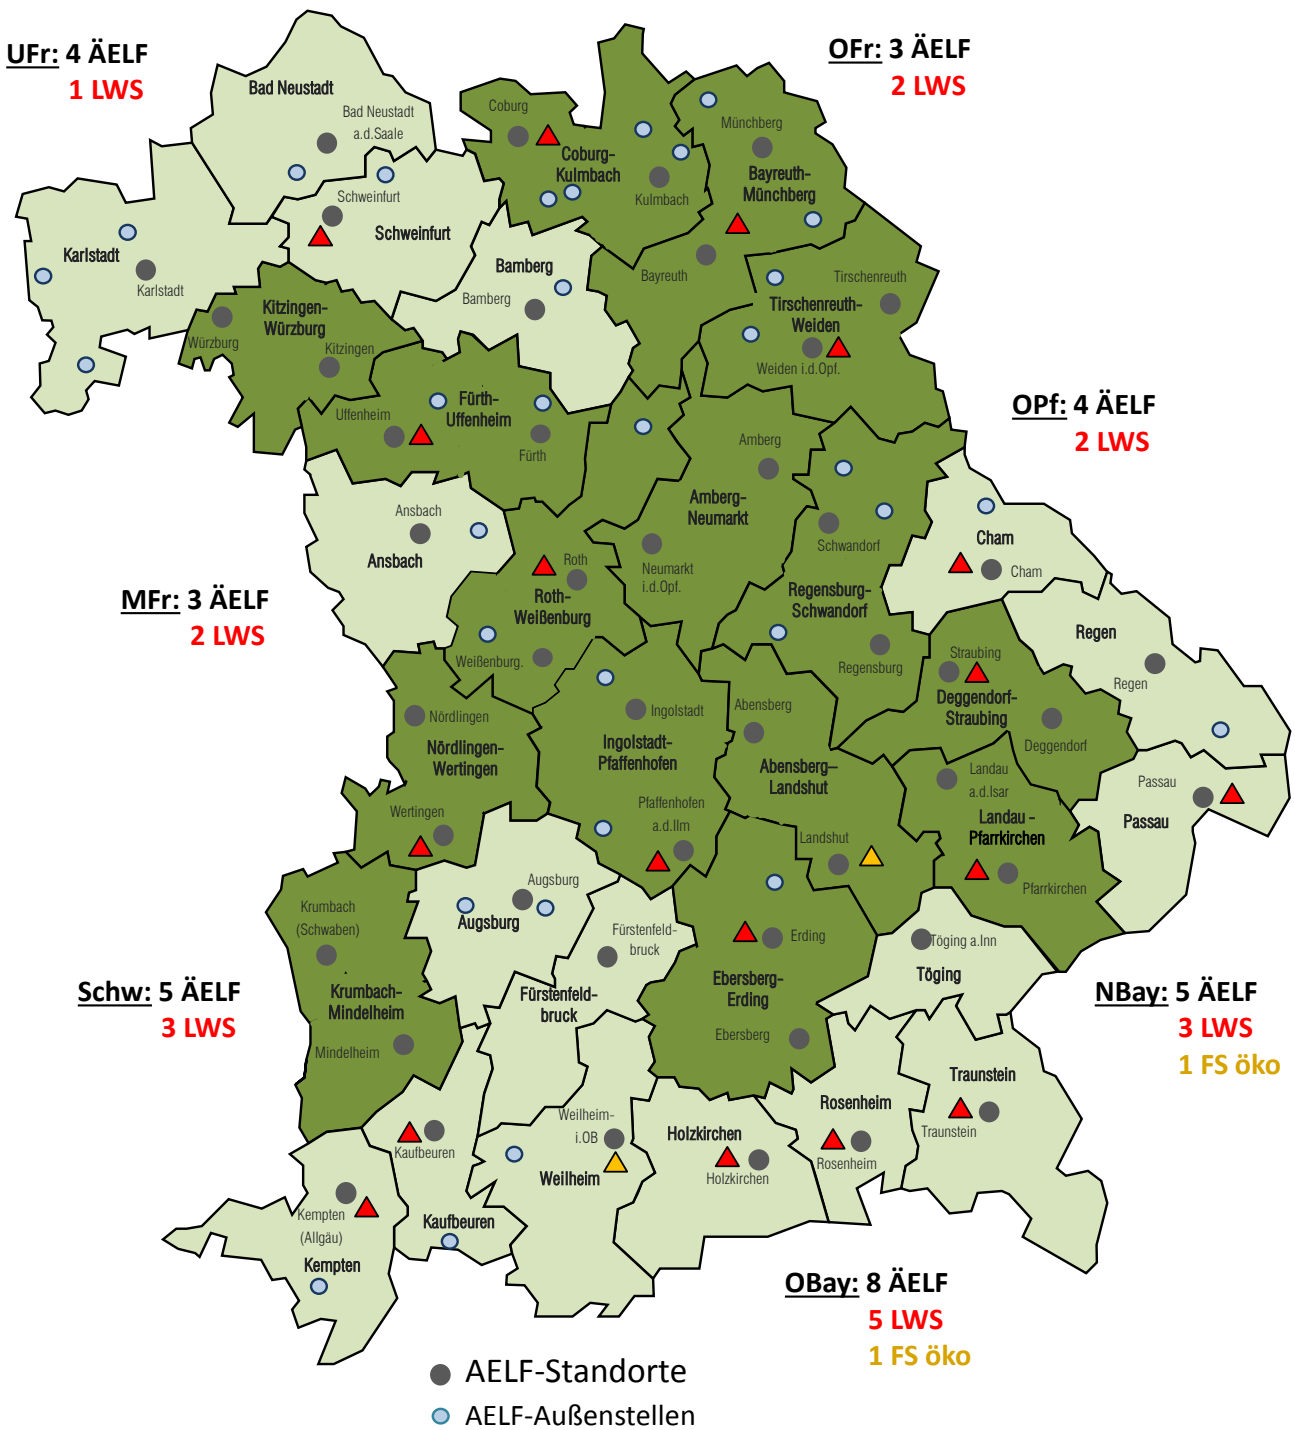 UFr: 4 ÄELF
1 LWS
OFr: 3 ÄELF
2 LWS
Bad Neustadt
Bad Neustadt
a.d.Saale
Coburg
Coburg-
Kulmbach
Kulmbach
Münchberg
Bayreuth-
Münchberg
Bayreuth
Schweinfurt
Schweinfurt
Karlstadt
Karlstadt
Bamberg
Bamberg
Tirschenreuth
Tirschenreuth-
Weiden
Weiden i.d.Opf.
Kitzingen-
Würzburg
Würzburg
Kitzingen
Uffenheim
Fürth-
Uffenheim
Fürth
OPf: 4 ÄELF
2 LWS
Amberg
Amberg-
Neumarkt
Neumarkt
i.d.Opf.
Schwandorf
Regensburg-
Schwandorf
Regensburg
Cham
Cham
Ansbach
Ansbach
MFr: 3 ÄELF
2 LWS
Roth
Roth-
Weißenburg
Weißenburg.
Regen
Regen
Straubing
Deggendorf-
Straubing
Deggendorf
Nördlingen
Nördlingen-
Wertingen
Wertingen
Ingolstadt
Ingolstadt-
Pfaffenhofen
Pfaffenhofen
a.d.Ilm
Abensberg
Abensberg–
Landshut
Landshut
Landau
a.d.Isar
Landau -
Pfarrkirchen
Pfarrkirchen
Passau
Passau
Krumbach
(Schwaben)
Krumbach-
Mindelheim
Mindelheim
Augsburg
Augsburg
Fürstenfeld-
bruck
Fürstenfeld-
bruck
Erding
Ebersberg-
Erding
Ebersberg
Töging a.Inn
Töging
Schw: 5 ÄELF
3 LWS
NBay: 5 ÄELF
3 LWS
1 FS öko
Kaufbeuren
Kaufbeuren
Weilheim-
i.OB
Weilheim
Holzkirchen
Holzkirchen
Rosenheim
Rosenheim
Traunstein
Traunstein
Kempten
(Allgäu)
Kempten
OBay: 8 ÄELF
5 LWS
1 FS öko
AELF-Standorte
AELF-Außenstellen